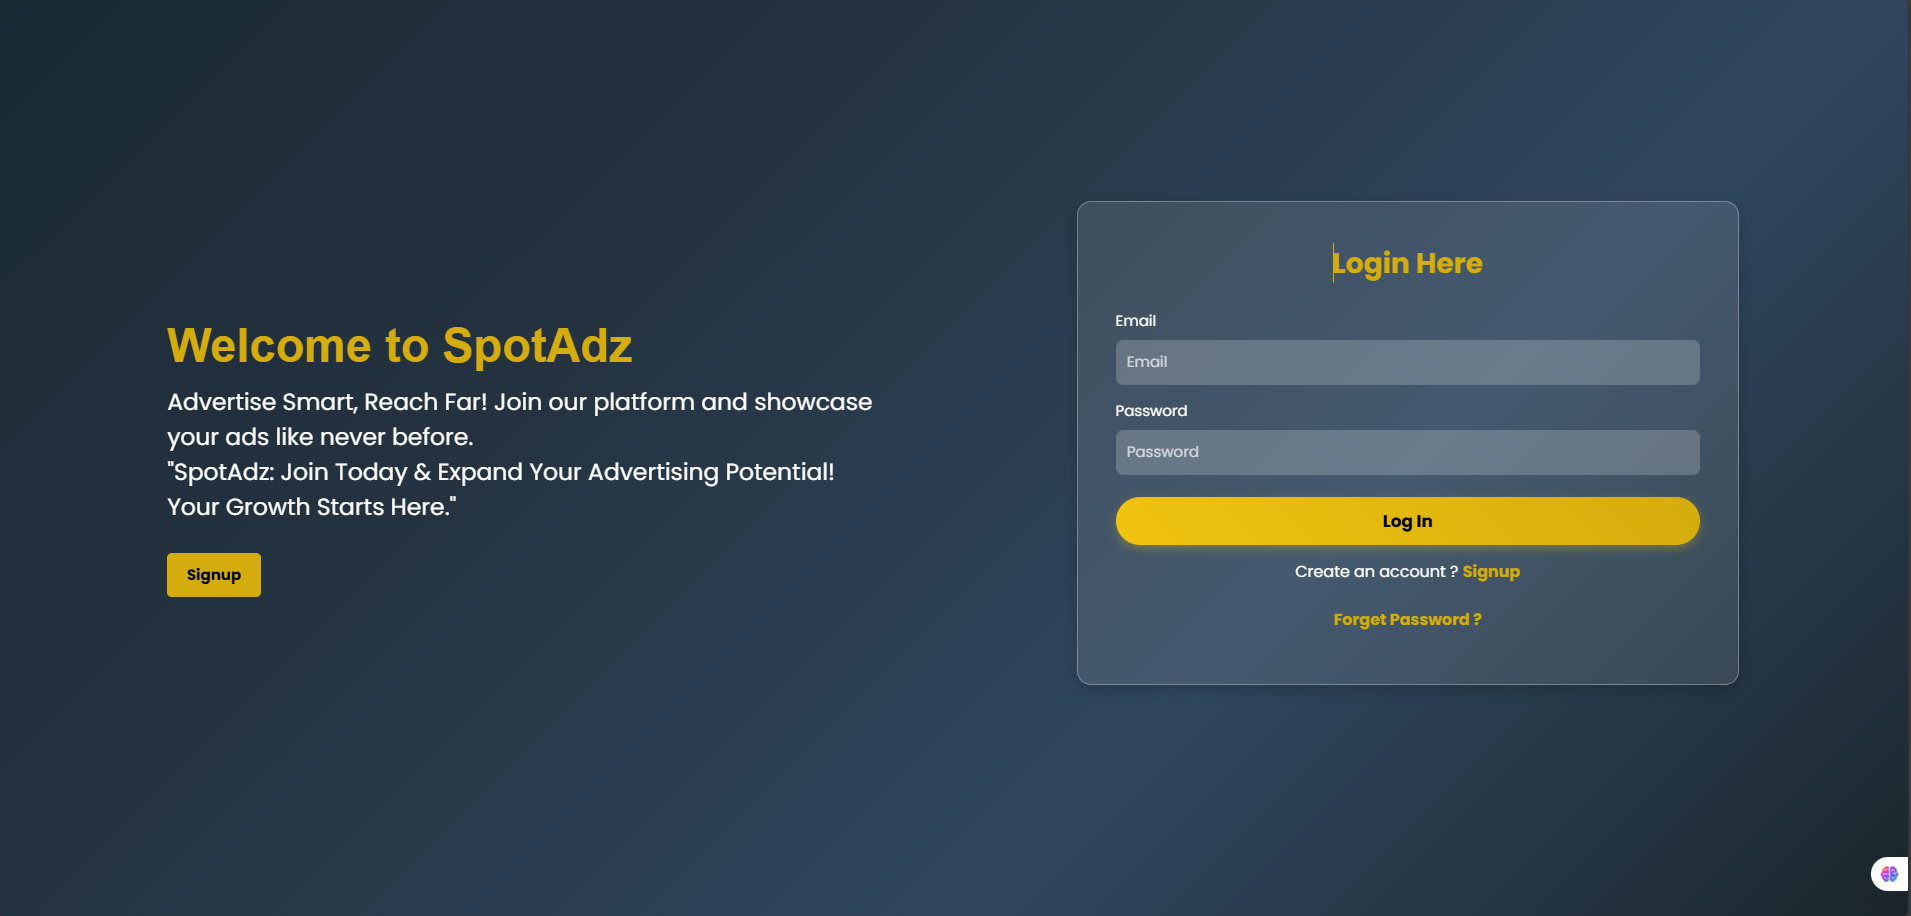 Welcome to SpotAdz
Advertise Smart, Reach Far! Join our platform and showcase
your ads like never before.
"SpotAdz: Join Today & Expand Your Advertising Potential!
Your Growth Starts Here."
Signup
Login Here
Email
Email
Password
Password
Log In
Create an account ? Signup
Forget Password ?